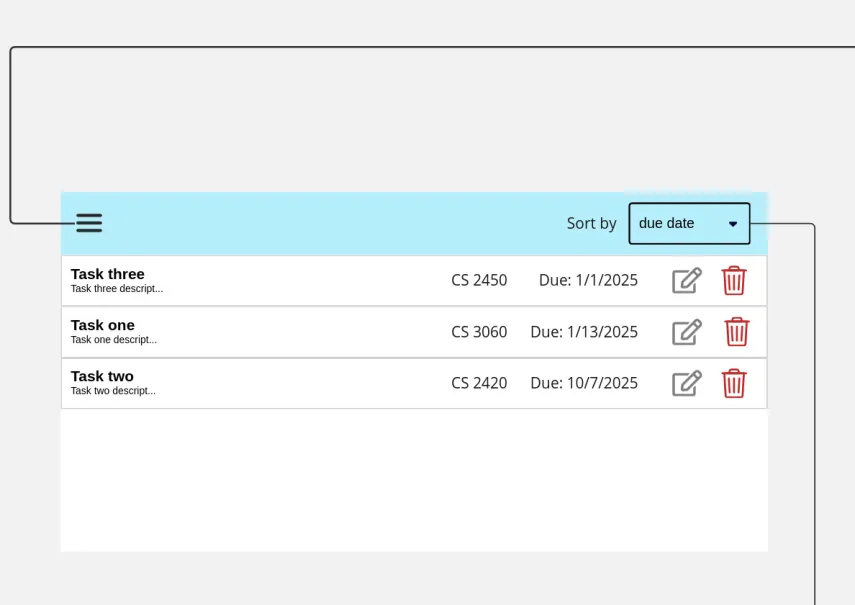 Sort by due date
Task three CS 2450 Due: 1/1/2025
Task three descript...
Task one CS 3060 Due: 1/13/2025
Task one descript...
Task two CS 2420 Due: 10/7/2025
Task two descript...